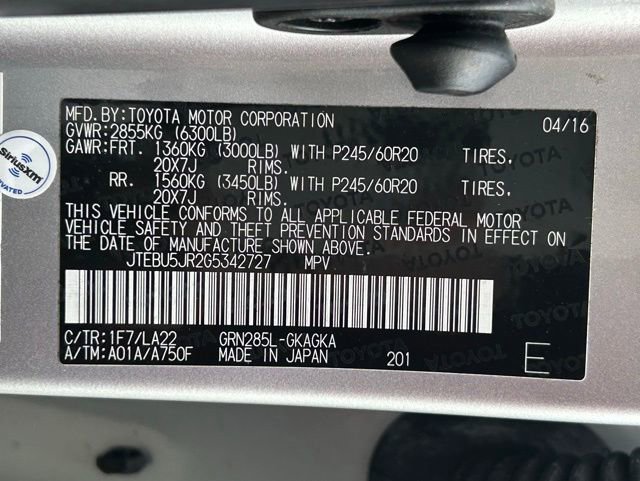 MFD. BY: TOYOTA MOTOR CORPORATION 04/16
GVWR: 2855KG (6300LB)
GAWR: FRT. 1360KG (3000LB) WITH P245/60R20 TIRES.
20X7J RIMS.
RR. 1560KG (3450LB) WITH P245/60R20 TIRES.
20X7J RIMS.
THIS VEHICLE CONFORMS TO ALL APPLICABLE FEDERAL MOTOR
VEHICLE SAFETY AND THEFT PREVENTION STANDARDS IN EFFECT ON
THE DATE OF MANUFACTURE SHOWN ABOVE.
JTEBU5JR2G5342727 MPV
C/TR: 1F7/LA22 GRN285L-GKAGKA
A/TM: A01A/A750F MADE IN JAPAN 201 E
siriusxm